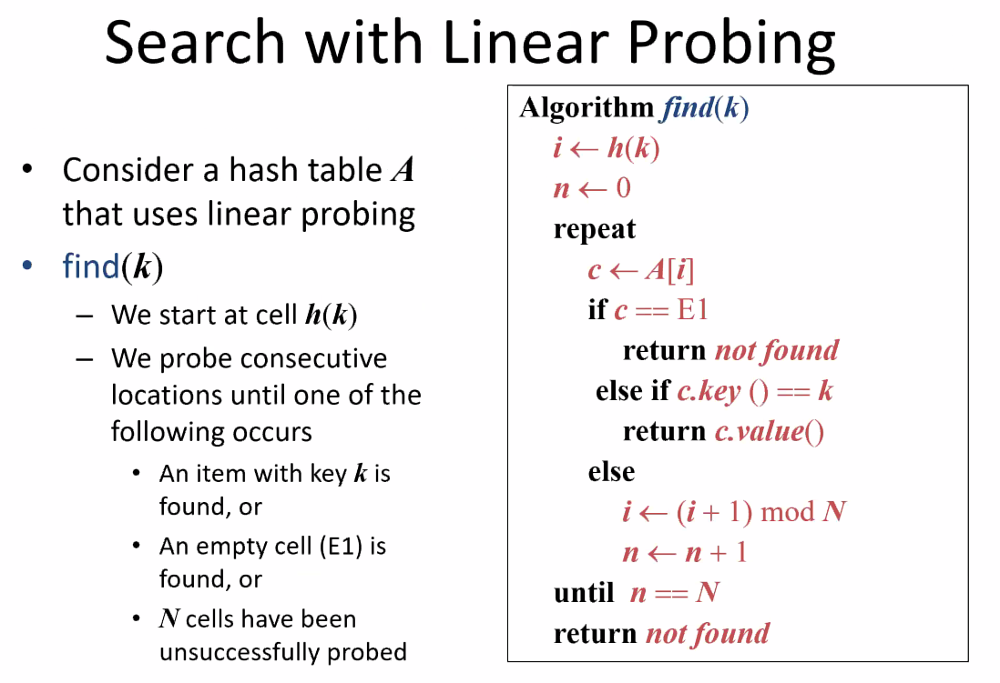 Search with Linear Probing
• Consider a hash table A
that uses linear probing
• find(k)
– We start at cell h(k)
– We probe consecutive
locations until one of the
following occurs
• An item with key k is
found, or
• An empty cell (E1) is
found, or
• N cells have been
unsuccessfully probed
Algorithm find(k)
i ← h(k)
n ← 0
repeat
c ← A[i]
if c == E1
return not found
else if c.key () == k
return c.value()
else
i ← (i + 1) mod N
n ← n + 1
until n == N
return not found